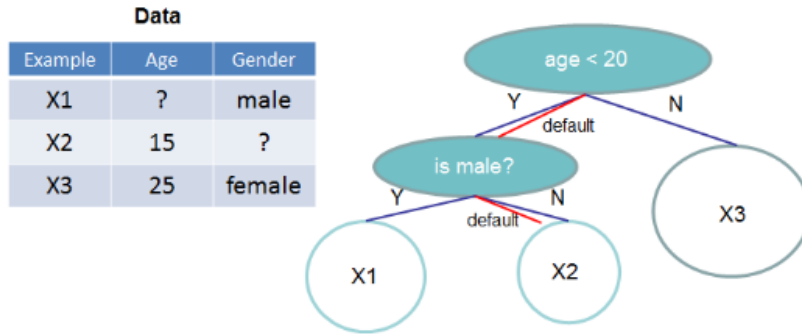 Data
Example Age Gender
X1 ? male
X2 15 ?
X3 25 female
age < 20
Y N
default
is male?
Y N
default
X1 X2 X3